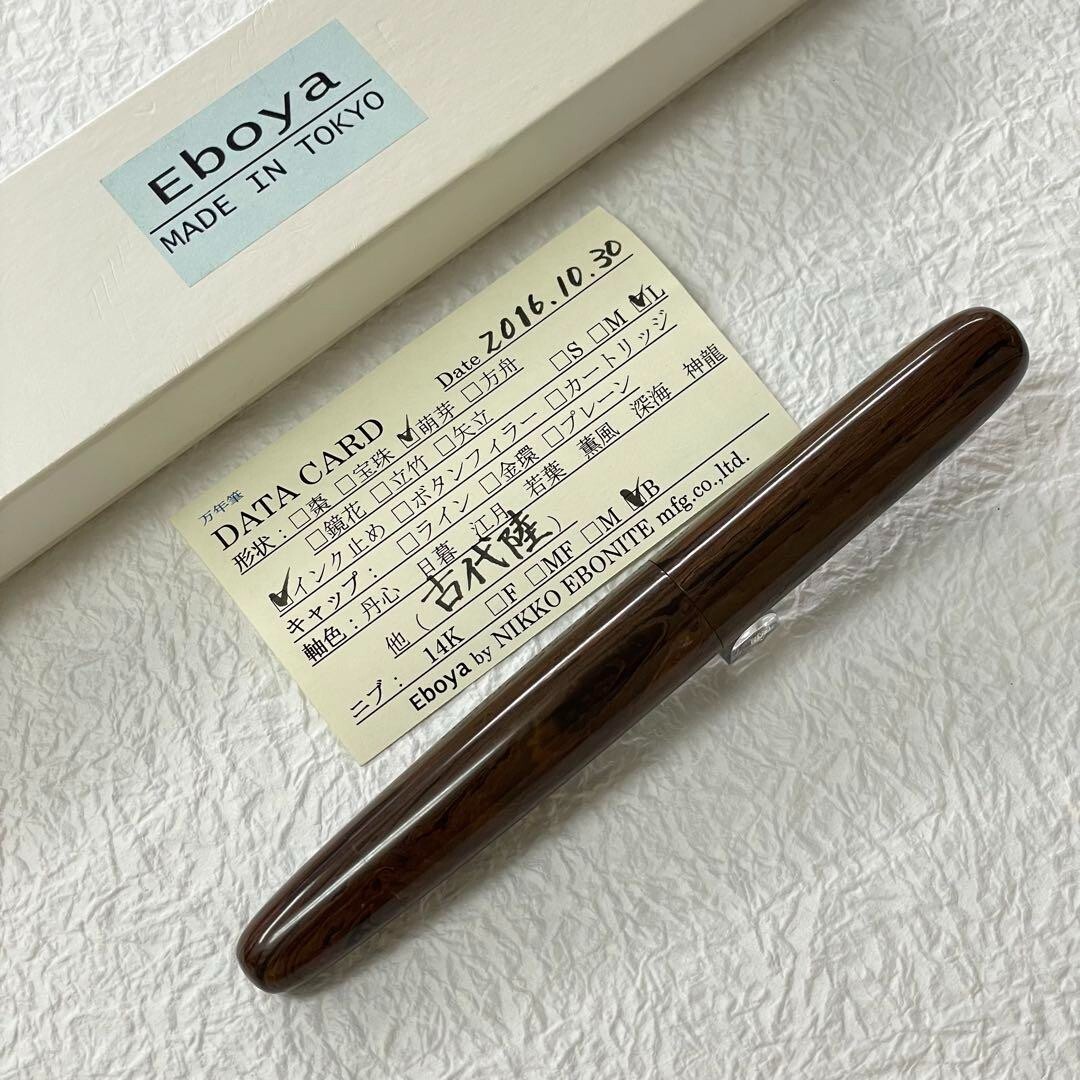 Eboya
MADE IN TOKYO
万年筆
DATA CARD Date 2016.10.30
形状：□棗 □宝珠 ☑萌芽 □方舟 □S □M ☑L
□鏡花 □立竹 □矢立
☑インク止め □ボタンフィラー □カートリッジ
キャップ： □ライン □金環 □プレーン
軸色：丹心 日暮 江月 若葉 薫風 深海 神龍
他（古代陸）
ニブ： 14K □F □MF □M ☑B
Eboya by NIKKO EBONITE mfg.co.,ltd.